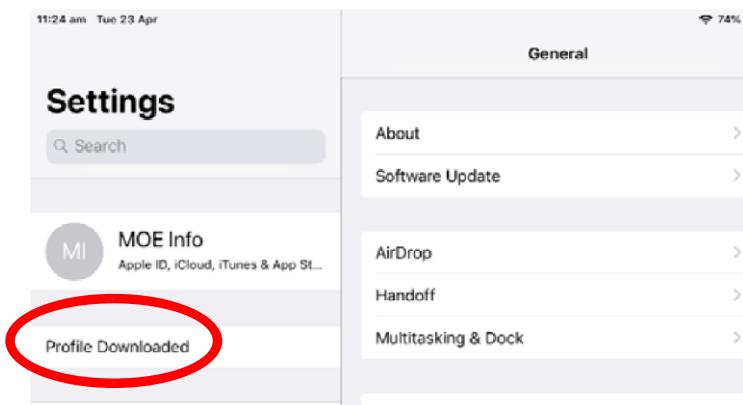 11:24 am Tue 23 Apr
74%
General
Settings
Search
About
Software Update
MI
MOE Info
Apple ID, iCloud, iTunes & App St...
AirDrop
Handoff
Profile Downloaded
Multitasking & Dock